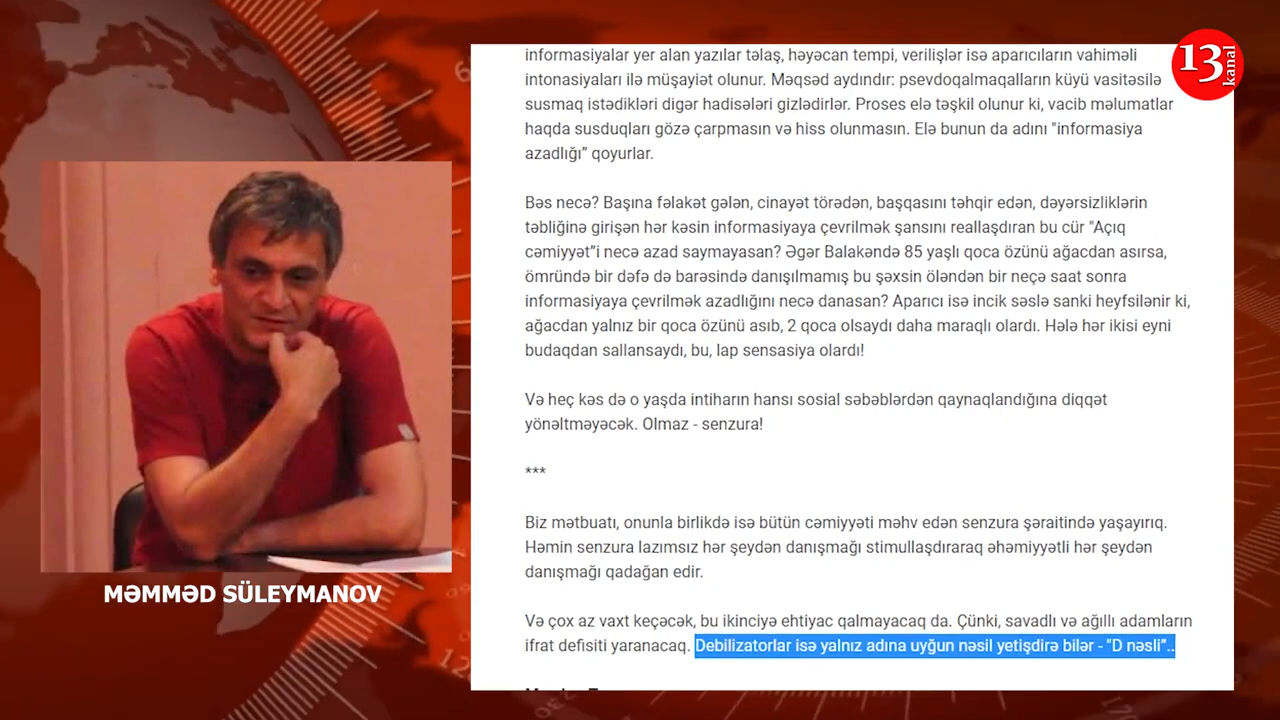 13
kanal
6
informasiyalar yer alan yazılar təlaş, həyəcan tempi, verilişlər isə aparıcıların vahiməli
intonasiyaları ilə müşayiət olunur. Məqsəd aydındır: psevdoqalmaqalların küyü vasitəsilə
susmaq istədikləri digər hadisələri gizlədirlər. Proses elə təşkil olunur ki, vacib məlumatlar
haqda susduqları gözə çarpmasın və hiss olunmasın. Elə bunun da adını "informasiya
azadlığı” qoyurlar.
Bəs necə? Başına fəlakət gələn, cinayət törədən, başqasını təhqir edən, dəyərsizliklərin
təbliğinə girişən hər kəsin informasiyaya çevrilmək şansını reallaşdıran bu cür "Açıq
cəmiyyət”i necə azad saymayasan? Əgər Balakəndə 85 yaşlı qoca özünü ağacdan asırsa,
ömründə bir dəfə də barəsində danışılmamış bu şəxsin öləndən bir neçə saat sonra
informasiyaya çevrilmək azadlığını necə danasan? Aparıcı isə incik səslə sanki heyfsilənir ki,
ağacdan yalnız bir qoca özünü asıb, 2 qoca olsaydı daha maraqlı olardı. Hələ hər ikisi eyni
budaqdan sallansaydı, bu, lap sensasiya olardı!
Və heç kəs də o yaşda intiharın hansı sosial səbəblərdən qaynaqlandığına diqqət
yönəltməyəcək. Olmaz - senzura!
***
Biz mətbuatı, onunla birlikdə isə bütün cəmiyyəti məhv edən senzura şəraitində yaşayırıq.
Həmin senzura lazımsız hər şeydən danışmağı stimullaşdıraraq əhəmiyyətli hər şeydən
danışmağı qadağan edir.
Və çox az vaxt keçəcək, bu ikinciyə ehtiyac qalmayacaq da. Çünki, savadlı və ağıllı adamların
ifrat defisiti yaranacaq. Debilizatorlar isə yalnız adına uyğun nəsil yetişdirə bilər - "D nəsli”..
MƏMMƏD SÜLEYMANOV
12